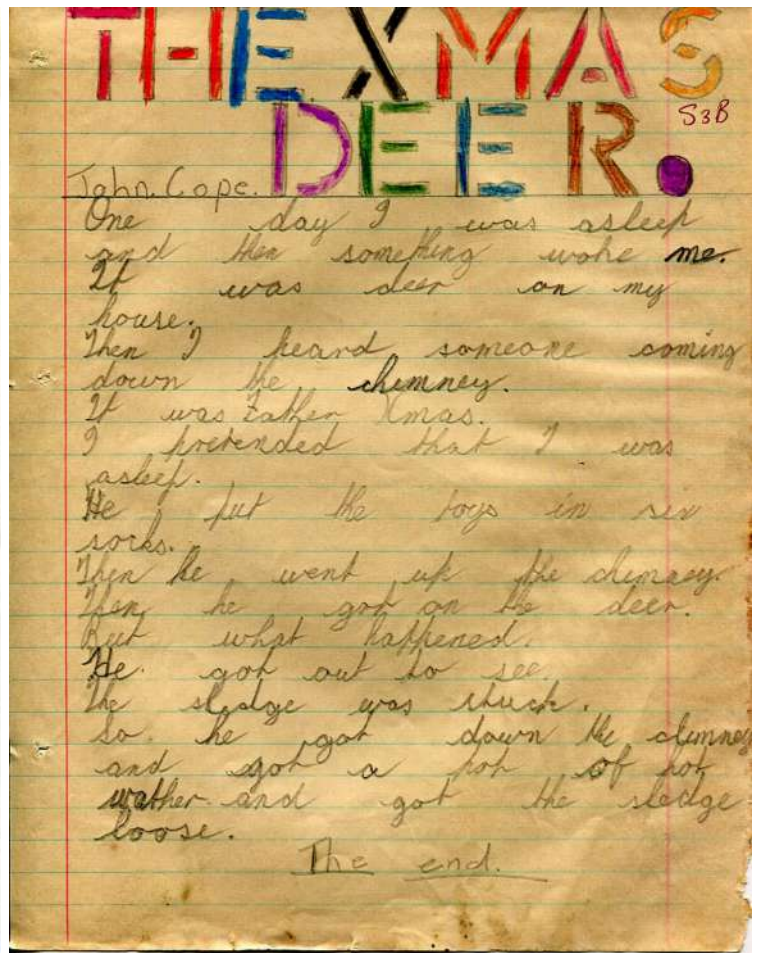 THE XMAS
DEER.
S3B
John. Cope.
One day I was asleep
and then something woke me.
It was deer on my
house.
Then I heard someone coming
down the chimney.
It was Father Xmas.
I pretended that I was
asleep.
He put the toys in six
socks.
Then he went up the chimney.
Then he got on the deer.
But what happened.
He got out to see.
The sledge was stuck.
So he got down the chimney
and got a pot of hot
wather and got the sledge
loose.
The end.